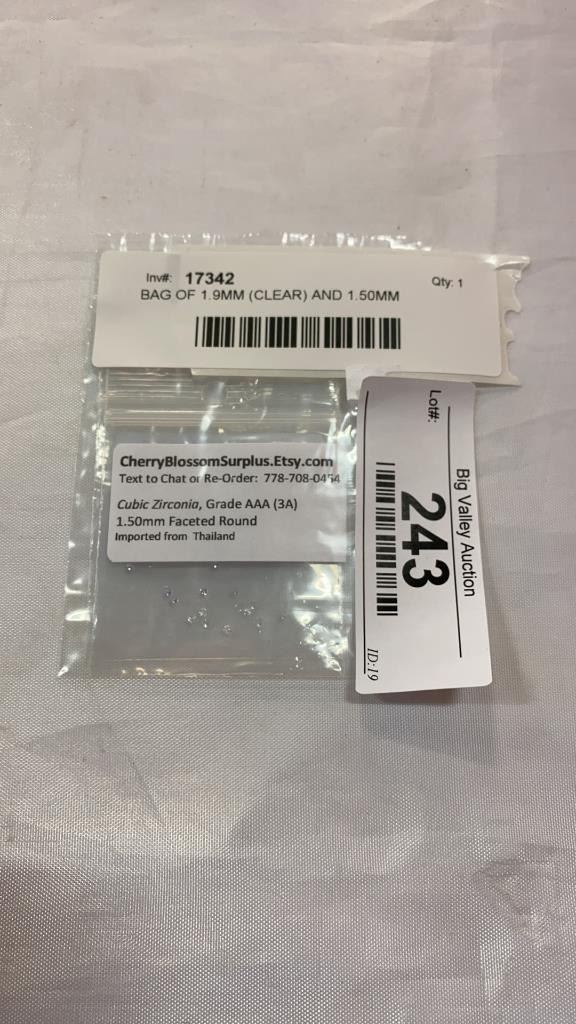 Inv#: 17342 Qty: 1
BAG OF 1.9MM (CLEAR) AND 1.50MM
CherryBlossomSurplus.Etsy.com
Text to Chat or Re-Order: 778-708-0454
Cubic Zirconia, Grade AAA (3A)
1.50mm Faceted Round
Imported from Thailand
Big Valley Auction
243
Lot#:
ID:19